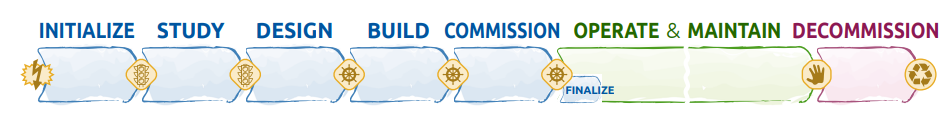 INITIALIZE STUDY DESIGN BUILD COMMISSION OPERATE & MAINTAIN DECOMMISSION
FINALIZE